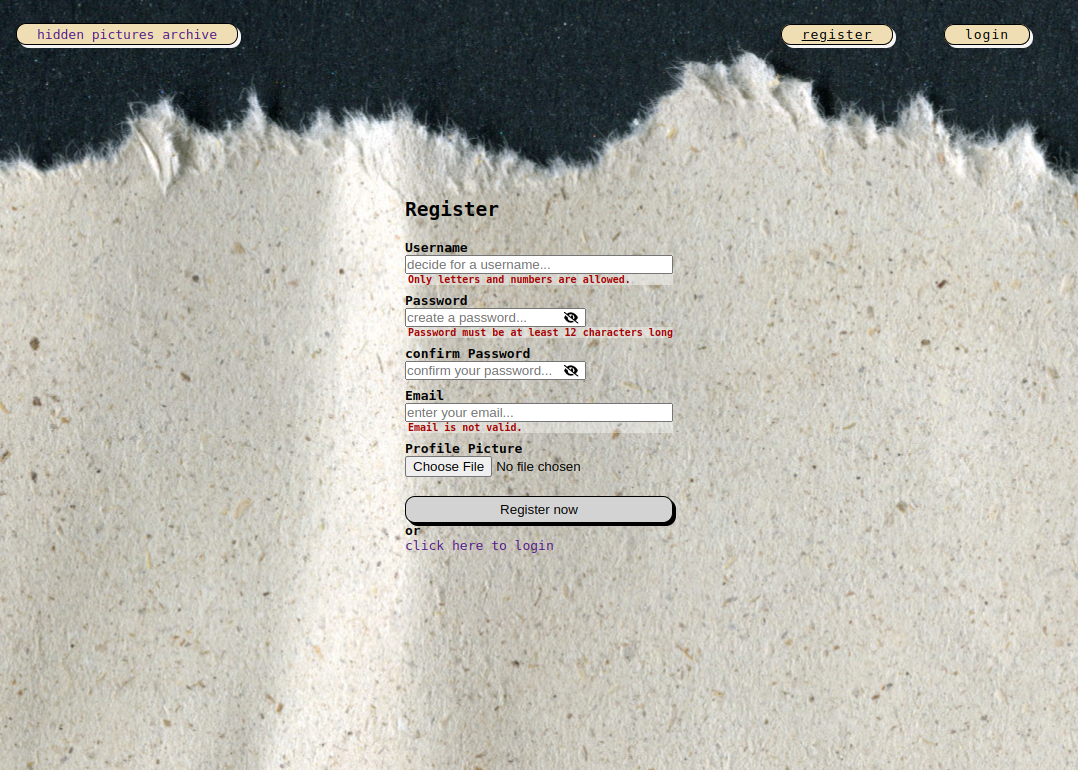 hidden pictures archive
register
login
Register
Username
decide for a username...
Only letters and numbers are allowed.
Password
create a password...
Password must be at least 12 characters long
confirm Password
confirm your password...
Email
enter your email...
Email is not valid.
Profile Picture
Choose File No file chosen
Register now
or
click here to login